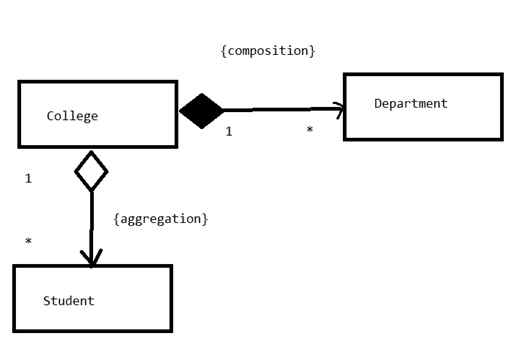 {composition}
College
Department
1
*
1
{aggregation}
*
Student